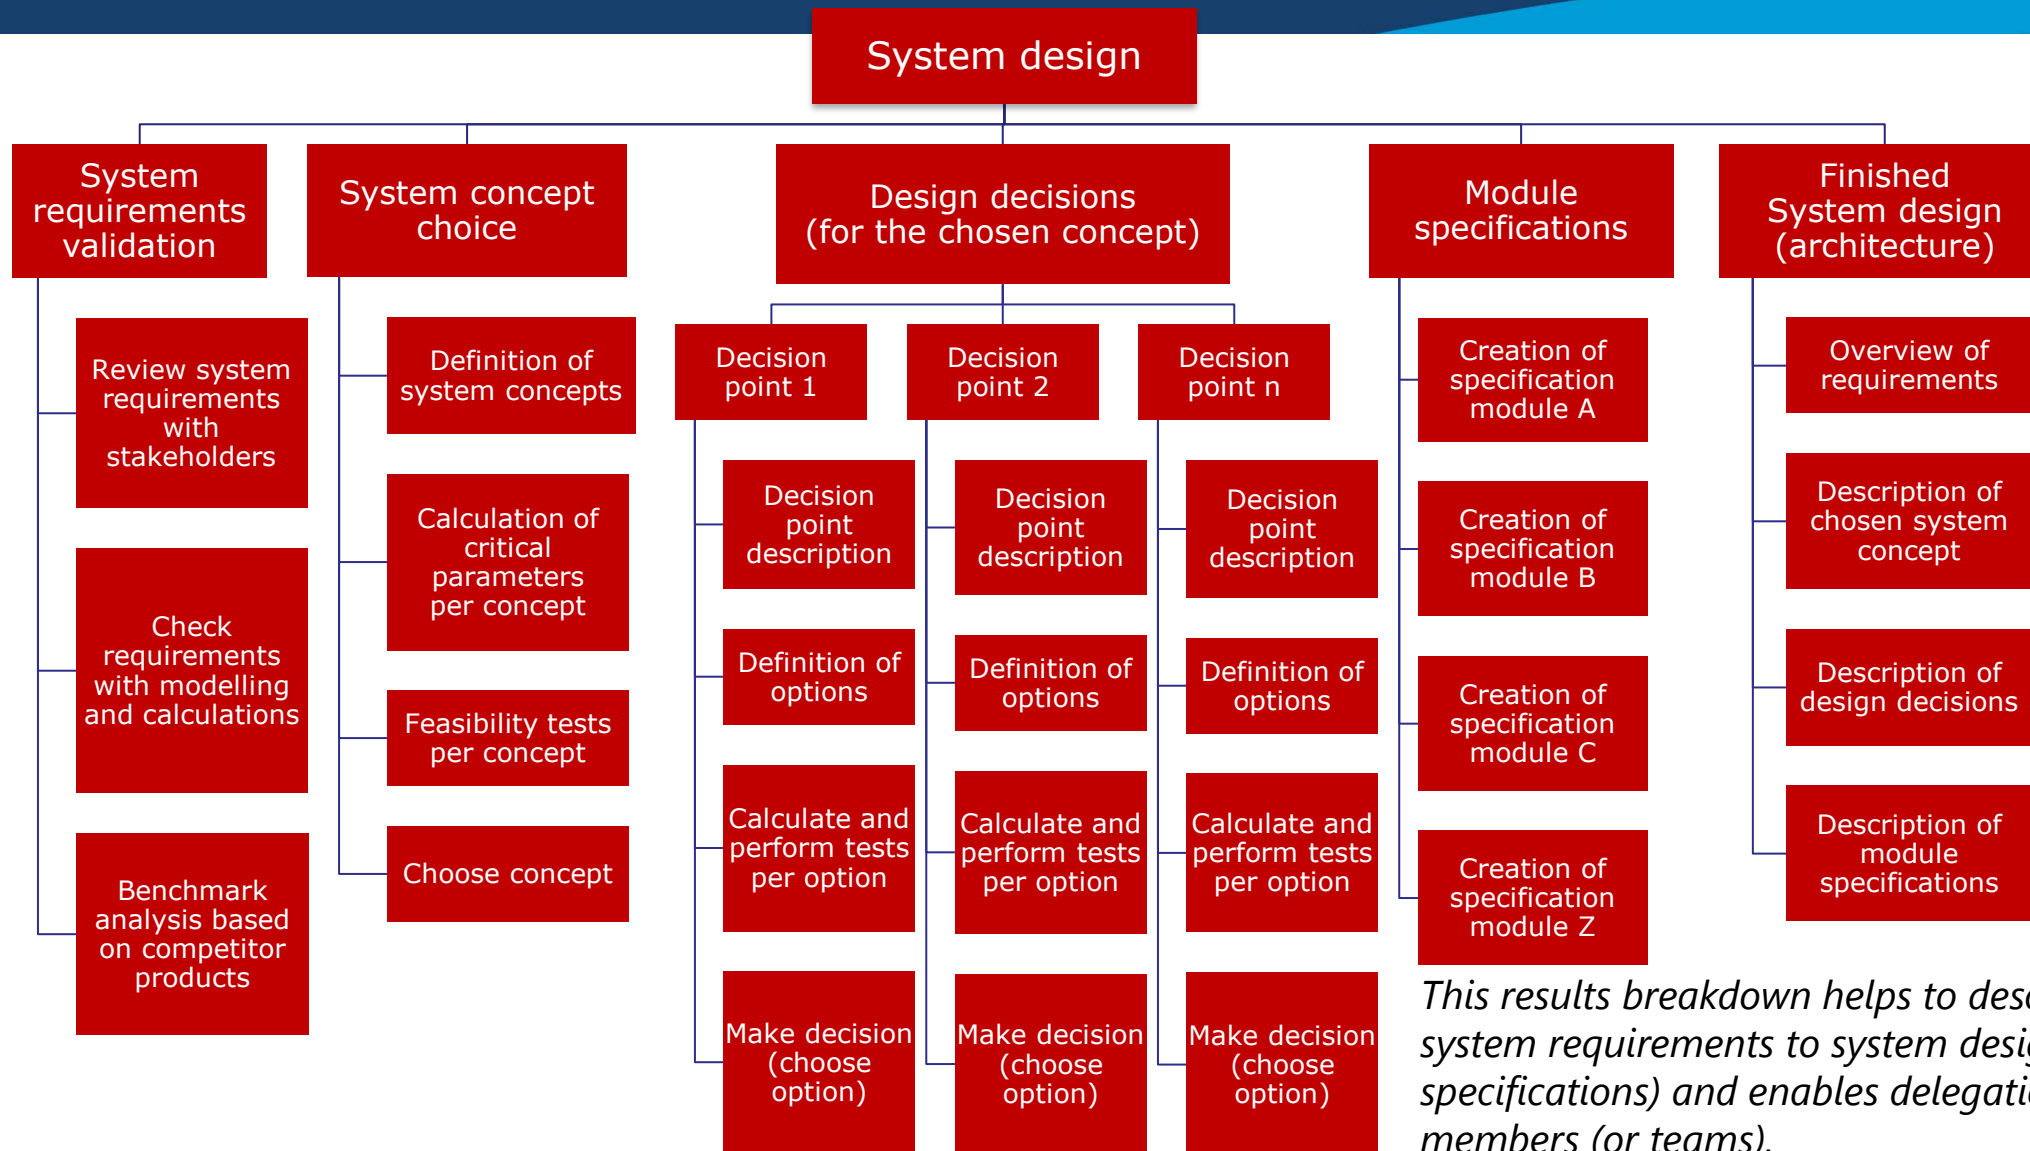 System design
System
requirements
validation
Review system
requirements
with
stakeholders
Check
requirements
with modelling
and calculations
Benchmark
analysis based
on competitor
products
System concept
choice
Definition of
system concepts
Calculation of
critical
parameters
per concept
Feasibility tests
per concept
Choose concept
Design decisions
(for the chosen concept)
Decision
point 1
Decision
point
description
Definition of
options
Calculate and
perform tests
per option
Make decision
(choose
option)
Decision
point 2
Decision
point
description
Definition of
options
Calculate and
perform tests
per option
Make decision
(choose
option)
Decision
point n
Decision
point
description
Definition of
options
Calculate and
perform tests
per option
Make decision
(choose
option)
Module
specifications
Creation of
specification
module A
Creation of
specification
module B
Creation of
specification
module C
Creation of
specification
module Z
Finished
System design
(architecture)
Overview of
requirements
Description of
chosen system
concept
Description of
design decisions
Description of
module
specifications
This results breakdown helps to
system requirements to system
specifications) and enables
members (or teams).